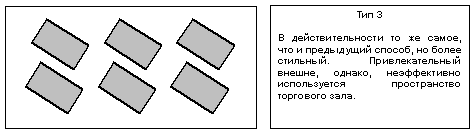 Тип 3
В действительности то же самое,
что и предыдущий способ, но более
стильный. Привлекательный
внешне, однако, неэффективно
используется пространство
торгового зала.